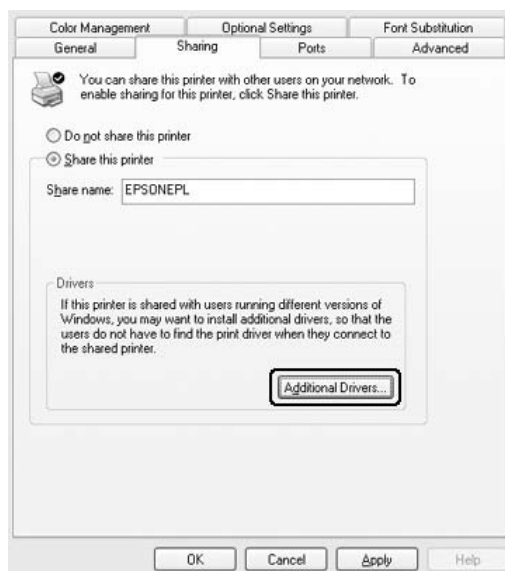 Color Management Optional Settings Font Substitution
General Sharing Ports Advanced
You can share this printer with other users on your network. To
enable sharing for this printer, click Share this printer.
Do not share this printer
Share this printer
Share name: EPSONEPL
Drivers
If this printer is shared with users running different versions of
Windows, you may want to install additional drivers, so that the
users do not have to find the print driver when they connect to
the shared printer.
Additional Drivers...
OK Cancel Apply Help